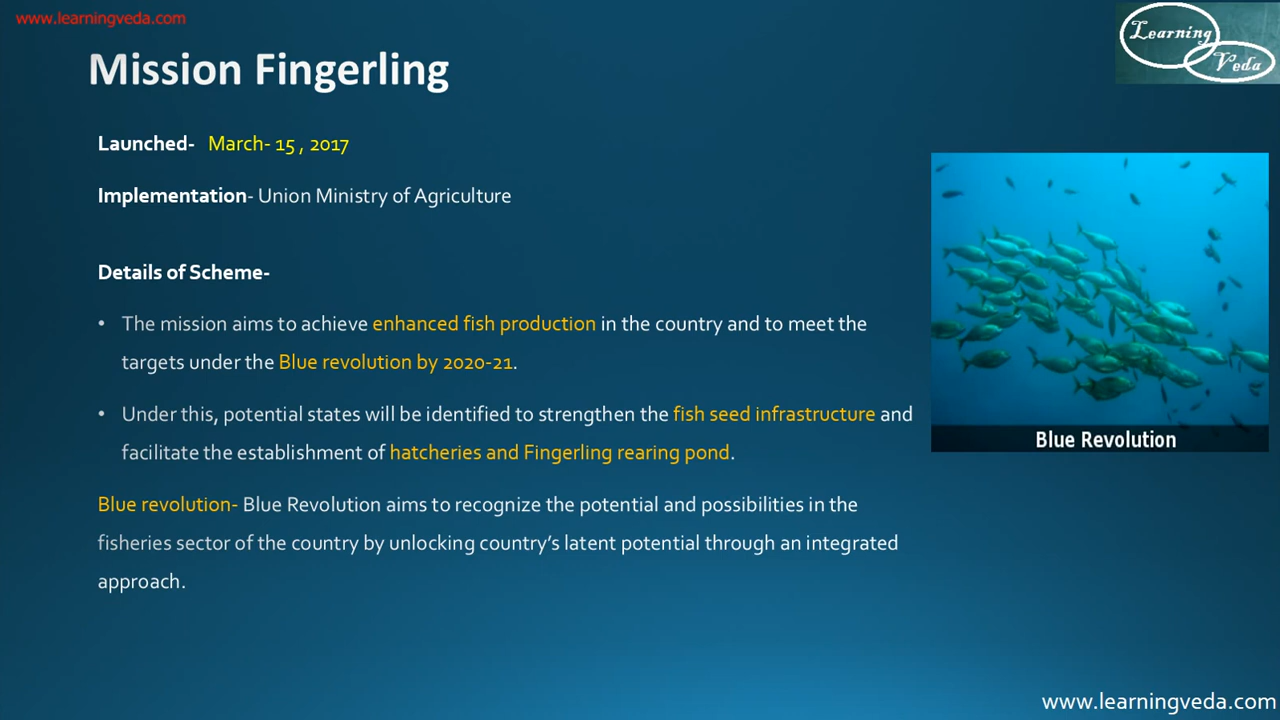 www.learningveda.com
Learning
Veda
Mission Fingerling
Launched- March- 15 , 2017
Implementation- Union Ministry of Agriculture
Details of Scheme-
• The mission aims to achieve enhanced fish production in the country and to meet the
targets under the Blue revolution by 2020-21.
• Under this, potential states will be identified to strengthen the fish seed infrastructure and
facilitate the establishment of hatcheries and Fingerling rearing pond.
Blue Revolution
Blue revolution- Blue Revolution aims to recognize the potential and possibilities in the
fisheries sector of the country by unlocking country's latent potential through an integrated
approach.
www.learningveda.com